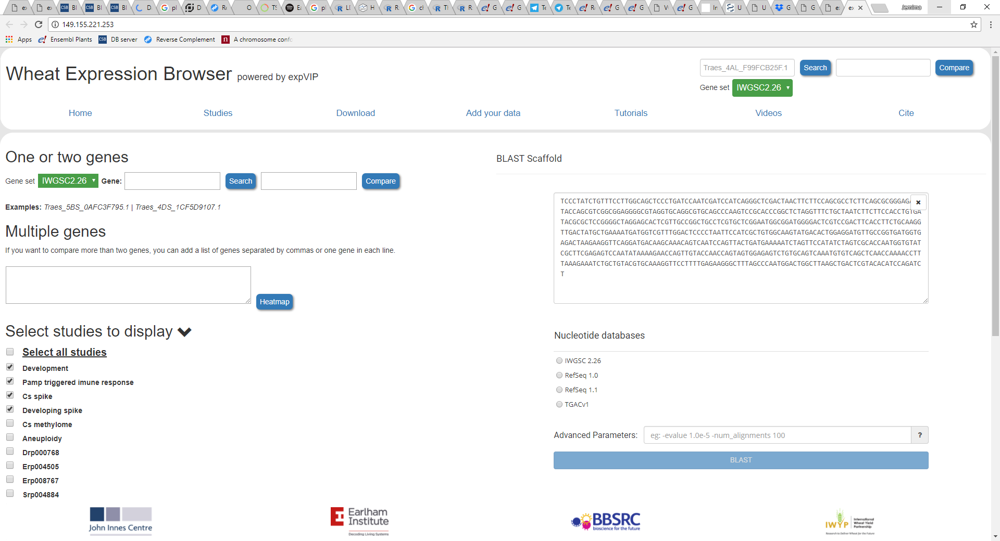 Jemima
149.155.221.253
Apps Ensembl Plants DB server Reverse Complement A chromosome confo
Wheat Expression Browser powered by expVIP
Traes_4AL_F99FCB25F.1 Search Compare
Gene set IWGSC2.26
Home Studies Download Add your data Tutorials Videos Cite
One or two genes
Gene set IWGSC2.26 Gene: Search Compare
Examples: Traes_5BS_0AFC3F795.1 | Traes_4DS_1CF5D9107.1
Multiple genes
If you want to compare more than two genes, you can add a list of genes separated by commas or one gene in each line.
Heatmap
Select studies to display
Select all studies
Development
Pamp triggered imune response
Cs spike
Developing spike
Cs methylome
Aneuploidy
Drp000768
Erp004505
Erp008767
Srp004884
BLAST Scaffold
TCCCTATCTGTTTCCTTGGCAGCTCCCTGATCCAATCGATCCATCAGGGCTCGACTAACTTCTTCCAGCGCCTCTTCAGCGCGGGAGA
TACCAGCGTCGGCGGAGGGGCGTAGGTGCAGGCGTGCAGCCCAAGTCCGCACCCGGCTCTAGGTTTCTGCTAATCTTCTTCCACCTGTGA
TACGCGCTCCGGGGCTAGGAGCACTCGTTGCCGGCTGCCTCGTGCTCGGAATGGCGGATGGGGACTCGTCCGACTTCACCTTCTGCAAGG
TTGACTATGCTGAAAATGATGGTCGTTTGGACTCCCCTAATTCCATCGCTGTGGCAAGTATGACACTGGAGGATGTTGCCGGTGATGGTG
AGACTAAGAAGGTTCAGGATGACAAGCAAACAGTCAATCCAGTTACTGATGAAAAATCTAGTTCCATATCTAGTCGCACCAATGGTGTAT
CGCTTCGAGAGTCCAATATAAAAGAACCAGTTGTACCAACCAGTAGTGGAGAGTCTGTGCAGTCAAATGTGTCAGCTCAACCAAAACCTT
TAAAGAAATCTGCTGTACGTGCAAAGGTTCCTTTTGAGAAGGGCTTTAGCCCAATGGACTGGCTTAAGCTGACTCGTACACATCCAGATC
T
Nucleotide databases
IWGSC 2.26
RefSeq 1.0
RefSeq 1.1
TGACv1
Advanced Parameters: eg: -evalue 1.0e-5 -num_alignments 100 ?
BLAST
John Innes Centre
Earlham Institute
Decoding Living Systems
BBSRC
bioscience for the future
IWYP
International Wheat Yield Partnership
Research to Deliver Wheat for the Future